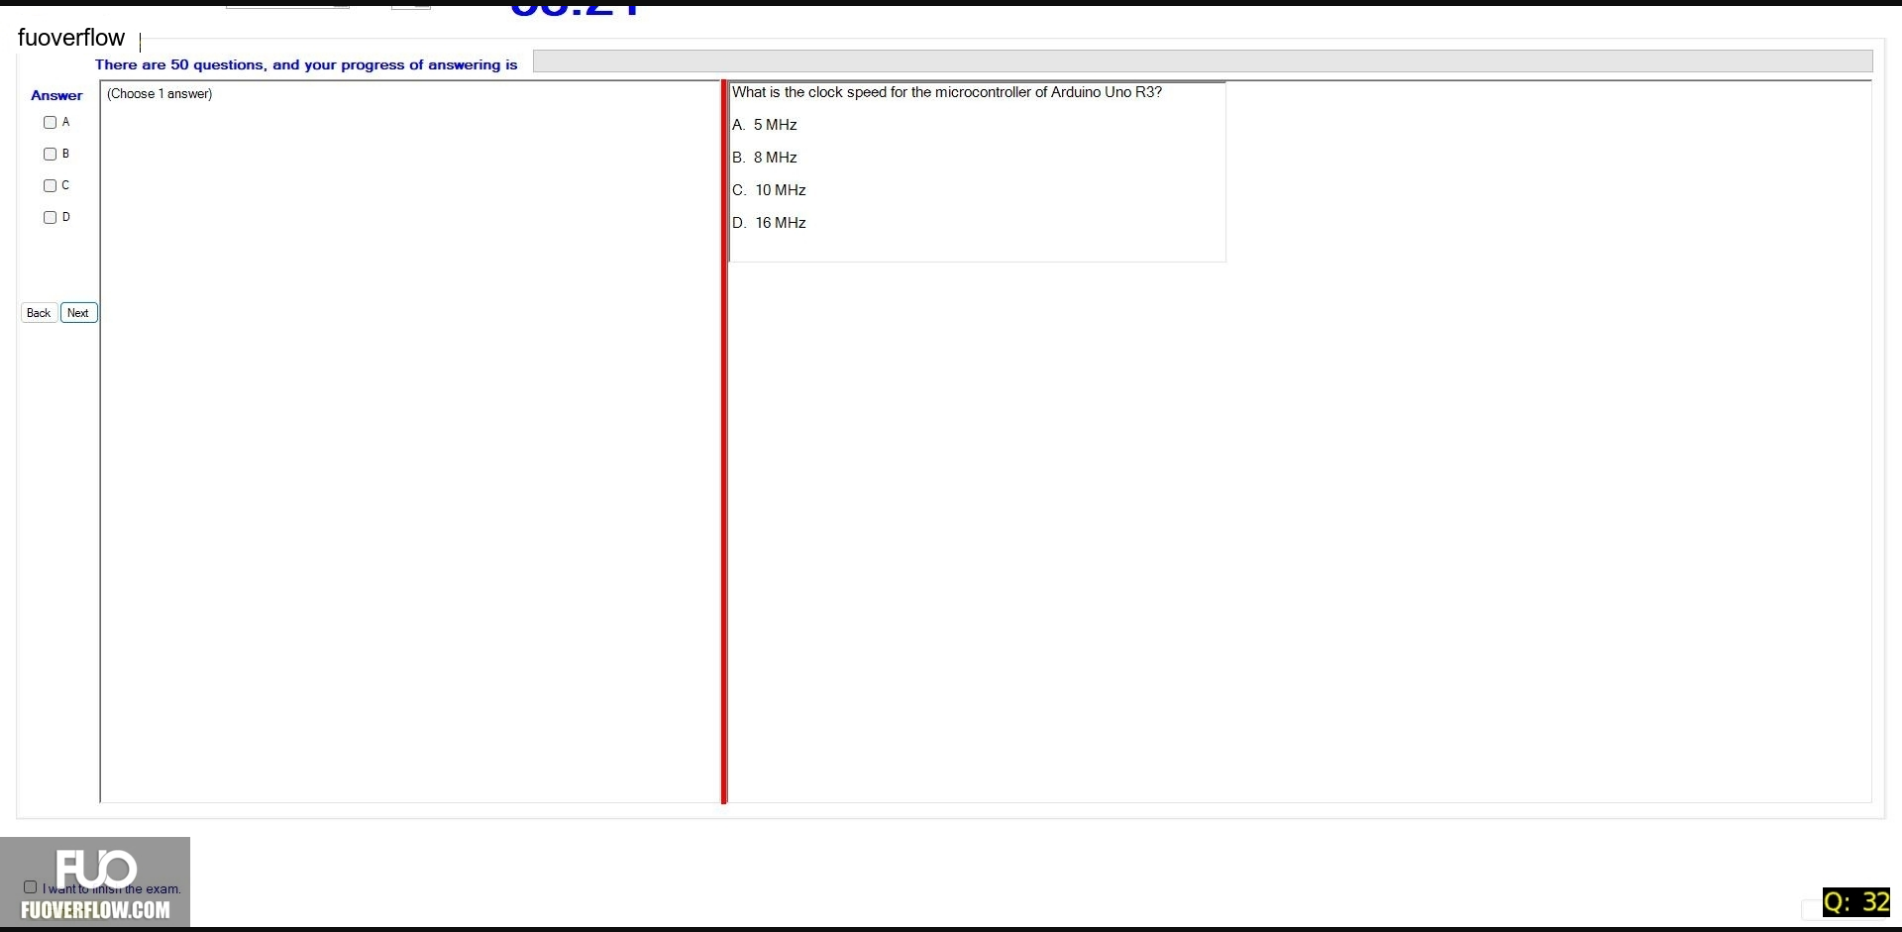 fuoverflow
There are 50 questions, and your progress of answering is
Answer
(Choose 1 answer)
A
B
C
D
Back Next
What is the clock speed for the microcontroller of Arduino Uno R3?
A. 5 MHz
B. 8 MHz
C. 10 MHz
D. 16 MHz
FUO
I want to finish the exam.
FUOVERFLOW.COM
Q: 32